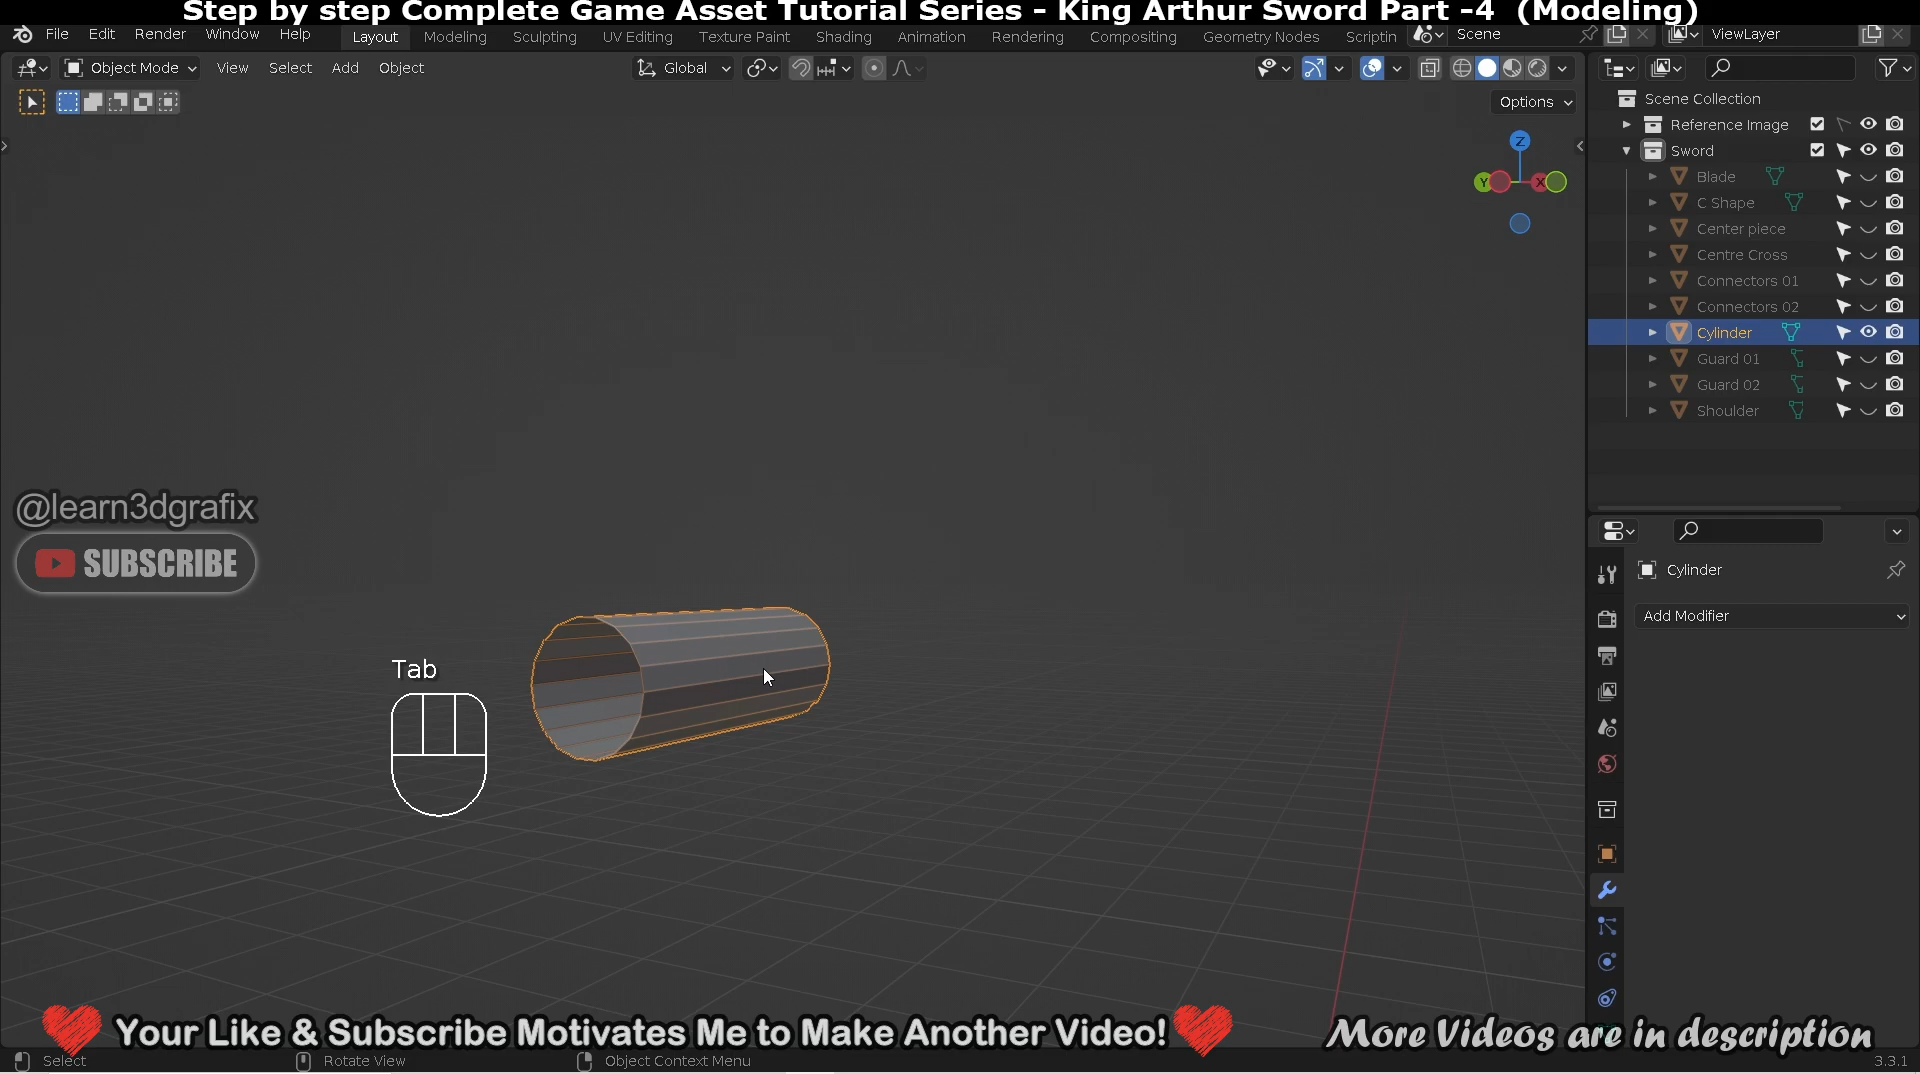 Step by step Complete Game Asset Tutorial Series - King Arthur Sword Part -4 (Modeling)
File Edit Render Window Help Layout Modeling Sculpting UV Editing Texture Paint Shading Animation Rendering Compositing Geometry Nodes Scriptin Scene ViewLayer
Object Mode View Select Add Object Global
Options
Scene Collection
Reference Image
Sword
Blade
C Shape
Center piece
Centre Cross
Connectors 01
Connectors 02
Cylinder
Guard 01
Guard 02
Shoulder
Z
Y X
@learn3dgrafix
SUBSCRIBE
Cylinder
Add Modifier
Tab
Your Like & Subscribe Motivates Me to Make Another Video! More Videos are in description
Select Rotate View Object Context Menu 3.3.1